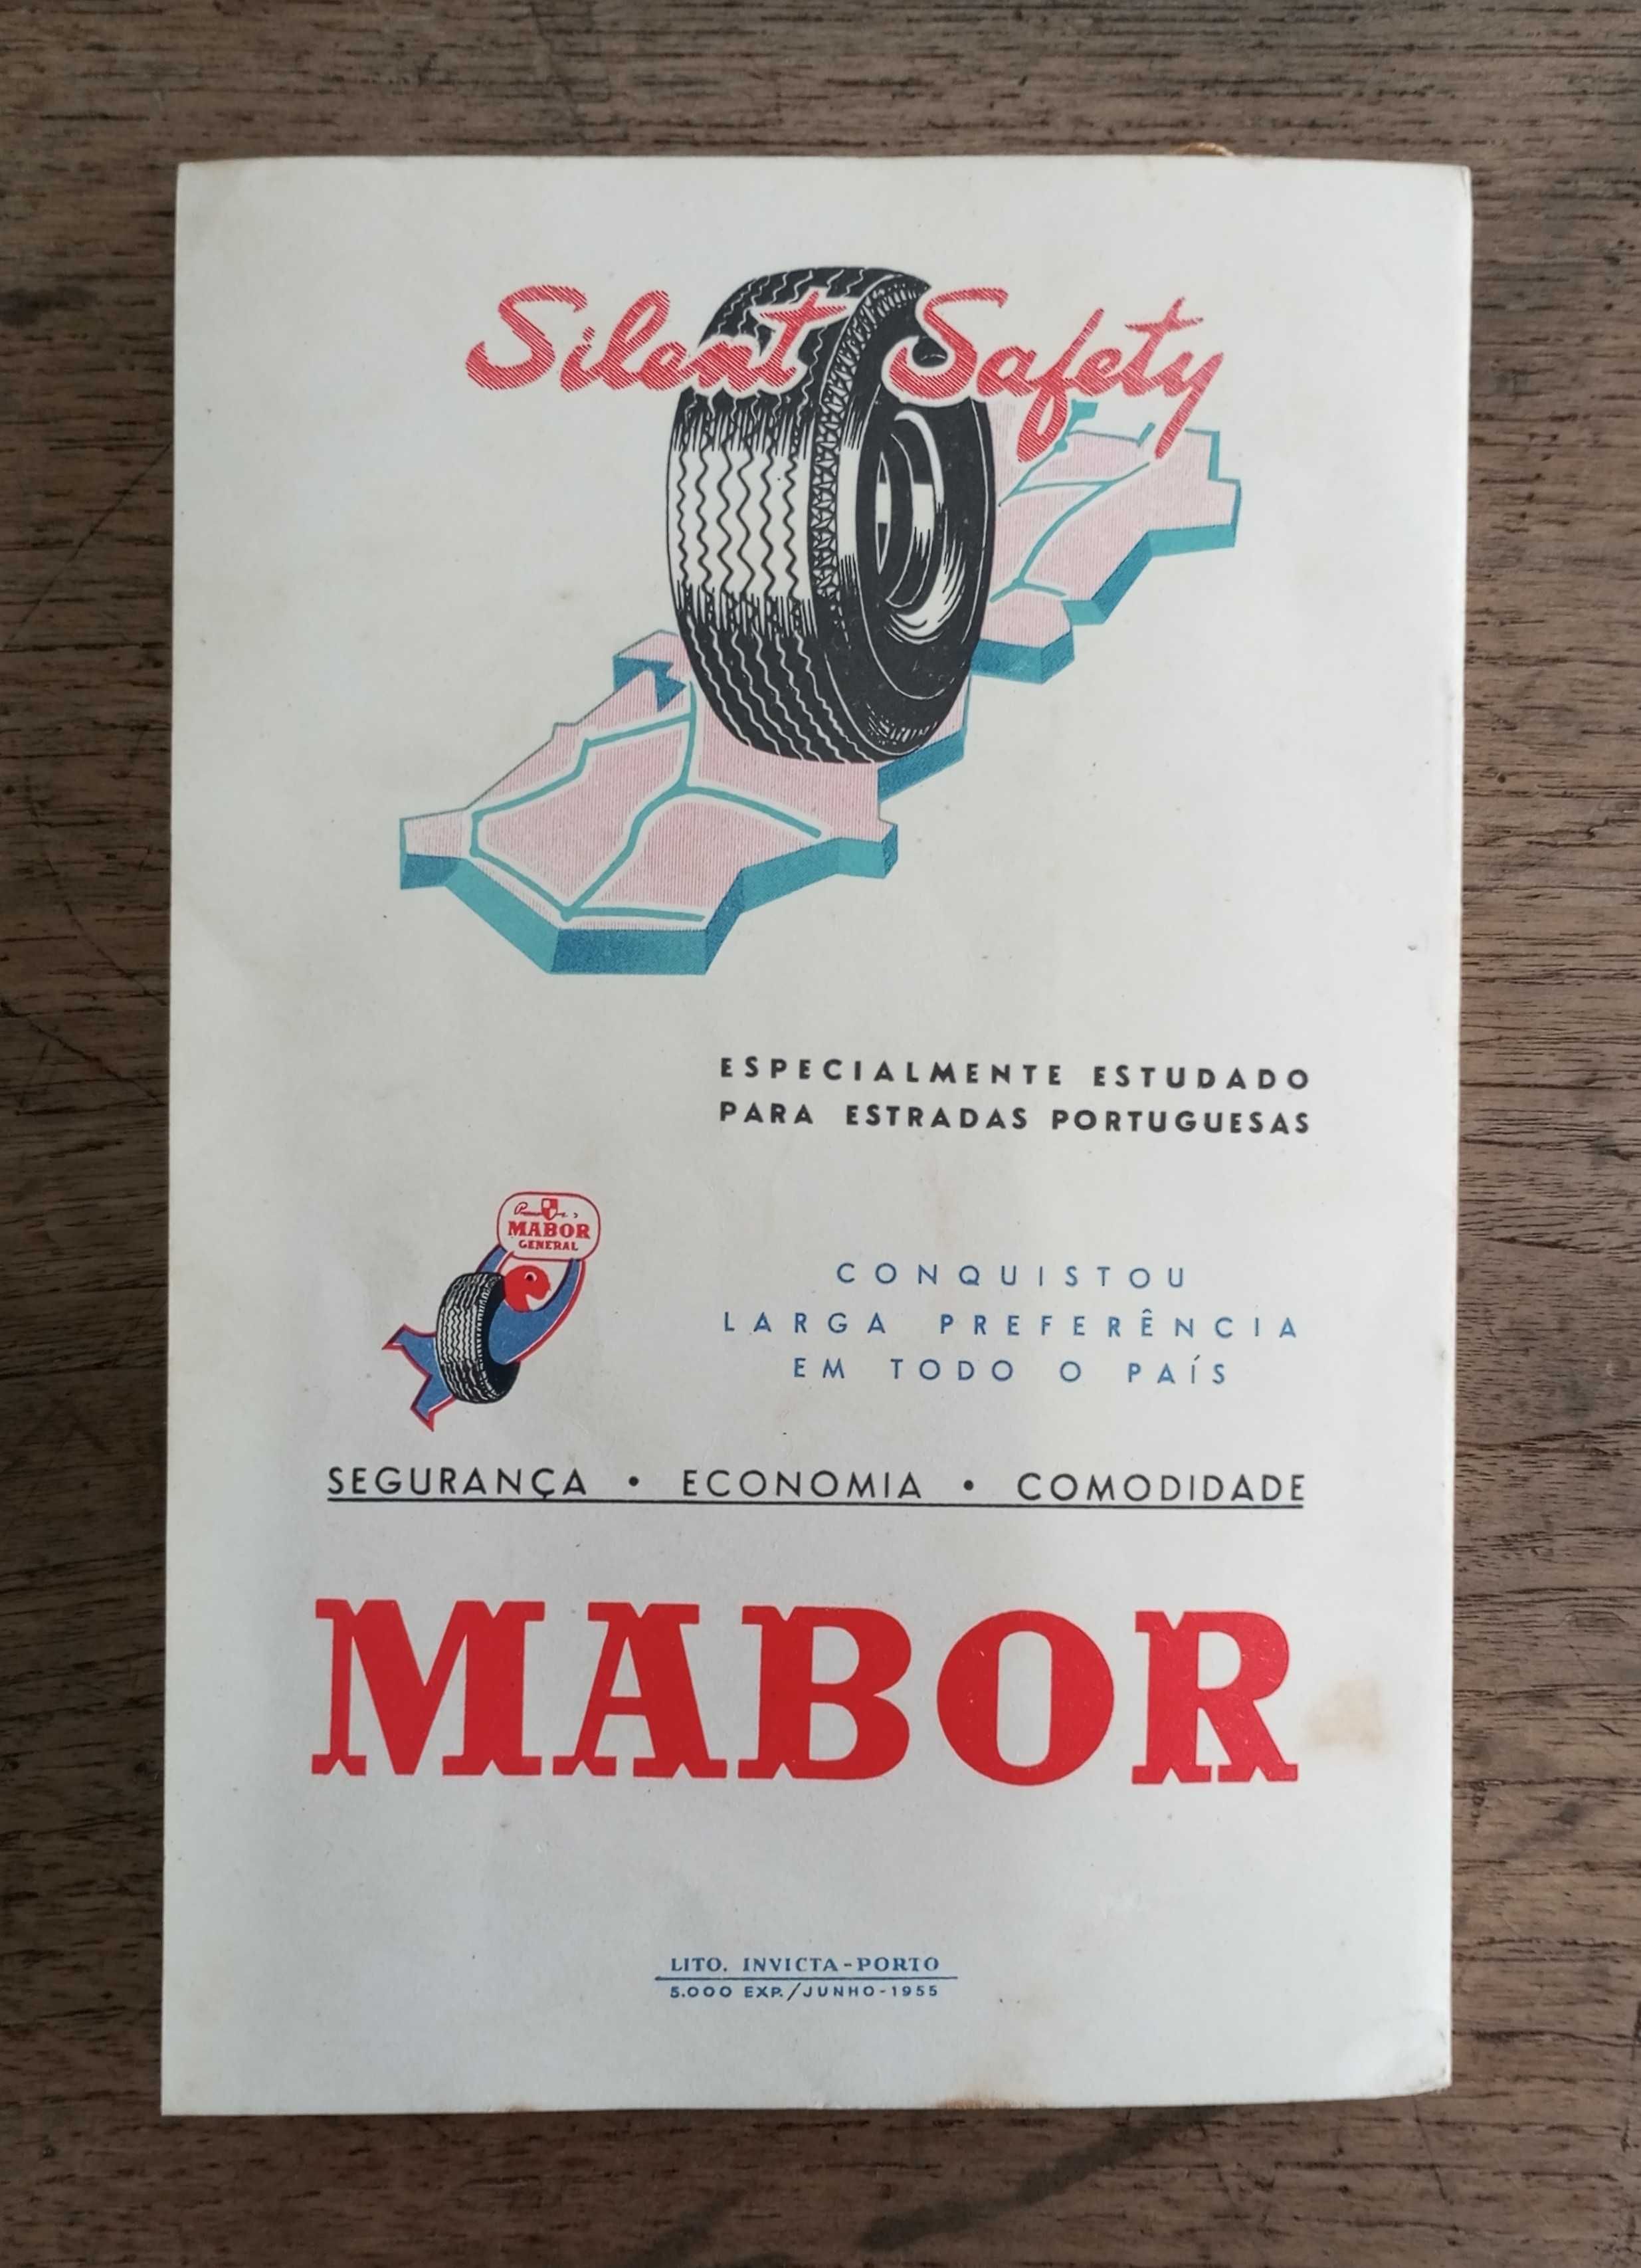 Silent Safety
ESPECIALMENTE ESTUDADO
PARA ESTRADAS PORTUGUESAS
MABOR
GENERAL
CONQUISTOU
LARGA PREFERÊNCIA
EM TODO O PAÍS
SEGURANÇA • ECONOMIA • COMODIDADE
MABOR
LITO. INVICTA-PORTO
5.000 EXP./JUNHO-1955